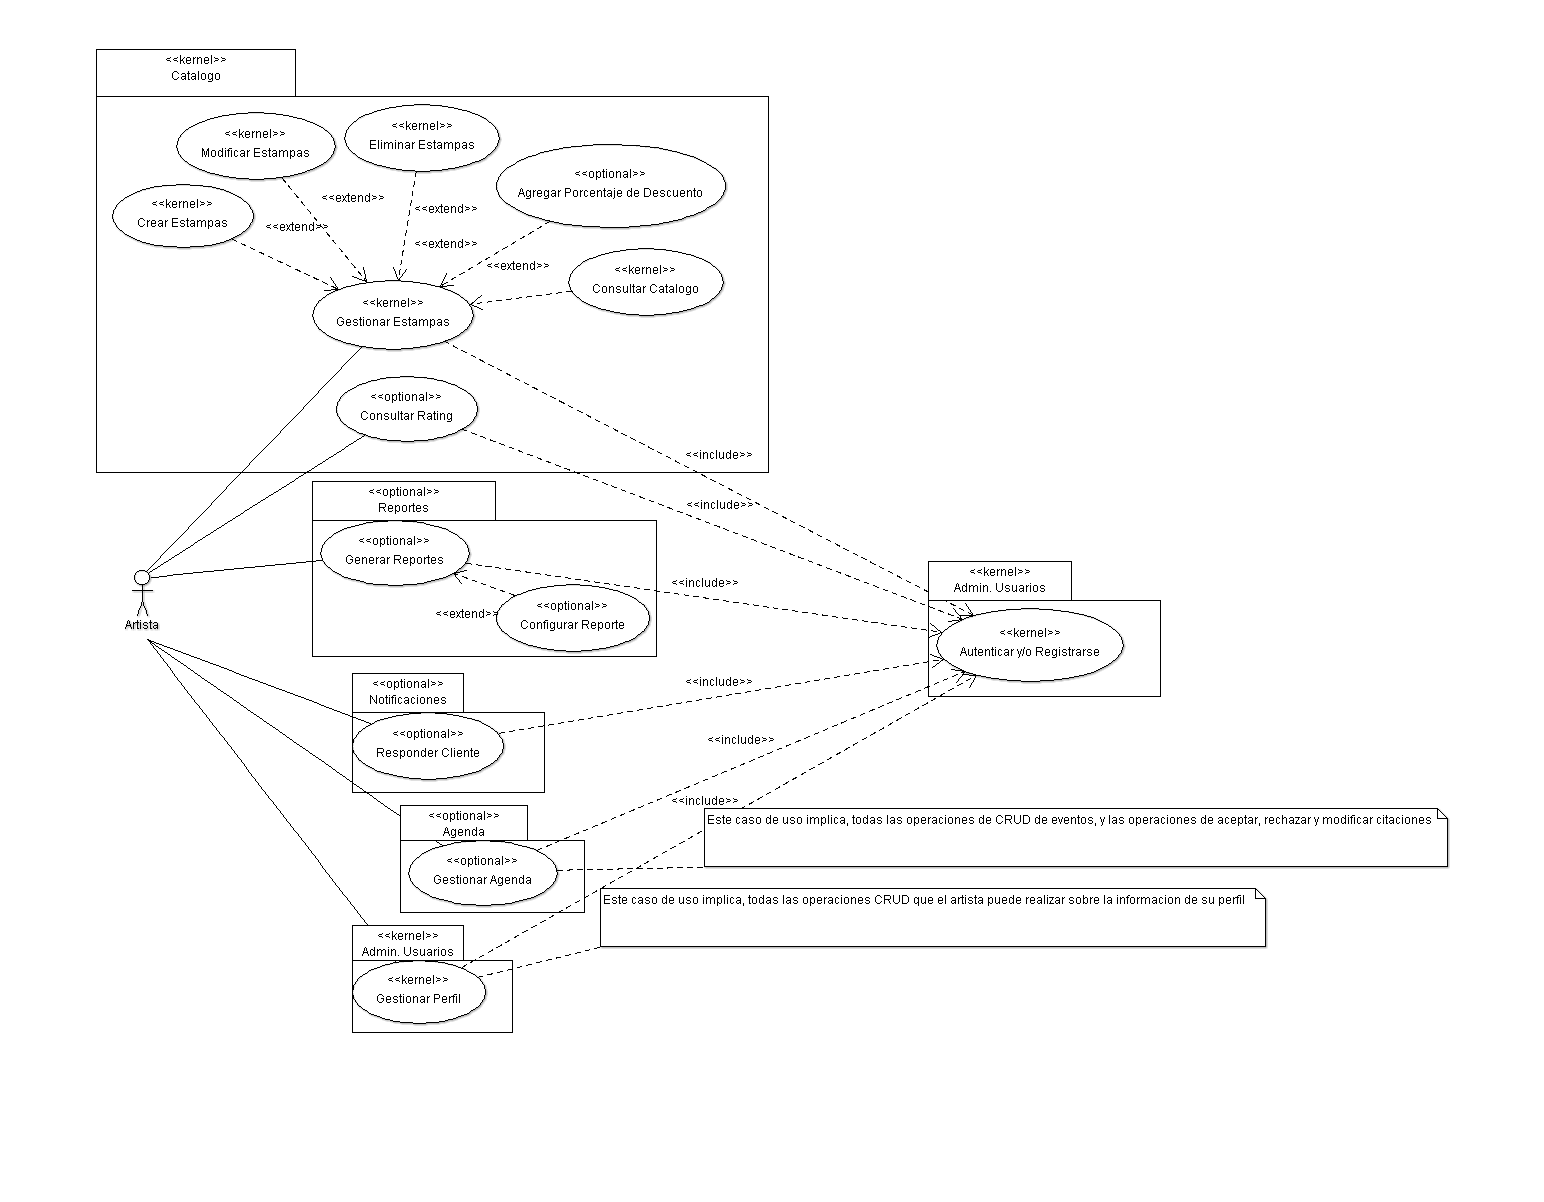 <<kernel>>
Catalogo
<<kernel>>
Modificar Estampas
<<kernel>>
Eliminar Estampas
<<optional>>
Agregar Porcentaje de Descuento
<<kernel>>
Crear Estampas
<<extend>>
<<extend>>
<<extend>>
<<extend>>
<<extend>>
<<kernel>>
Consultar Catalogo
<<kernel>>
Gestionar Estampas
<<optional>>
Consultar Rating
<<include>>
<<include>>
<<optional>>
Reportes
<<optional>>
Generar Reportes
<<include>>
<<extend>>
<<optional>>
Configurar Reporte
Artista
<<kernel>>
Admin. Usuarios
<<kernel>>
Autenticar y/o Registrarse
<<optional>>
Notificaciones
<<include>>
<<optional>>
Responder Cliente
<<include>>
<<include>>
<<optional>>
Agenda
Este caso de uso implica, todas las operaciones de CRUD de eventos, y las operaciones de aceptar, rechazar y modificar citaciones
<<optional>>
Gestionar Agenda
Este caso de uso implica, todas las operaciones CRUD que el artista puede realizar sobre la informacion de su perfil
<<kernel>>
Admin. Usuarios
<<kernel>>
Gestionar Perfil